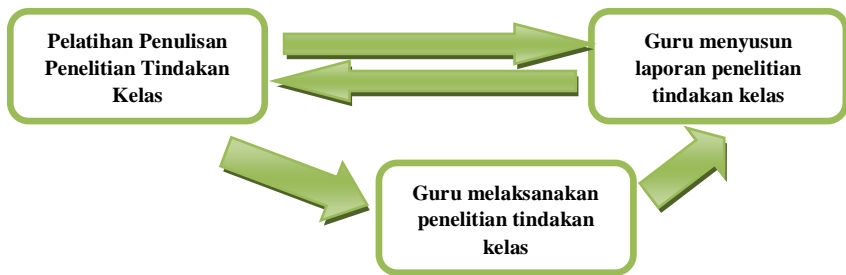 Pelatihan Penulisan
Penelitian Tindakan
Kelas
Guru menyusun
laporan penelitian
tindakan kelas
Guru melaksanakan
penelitian tindakan
kelas